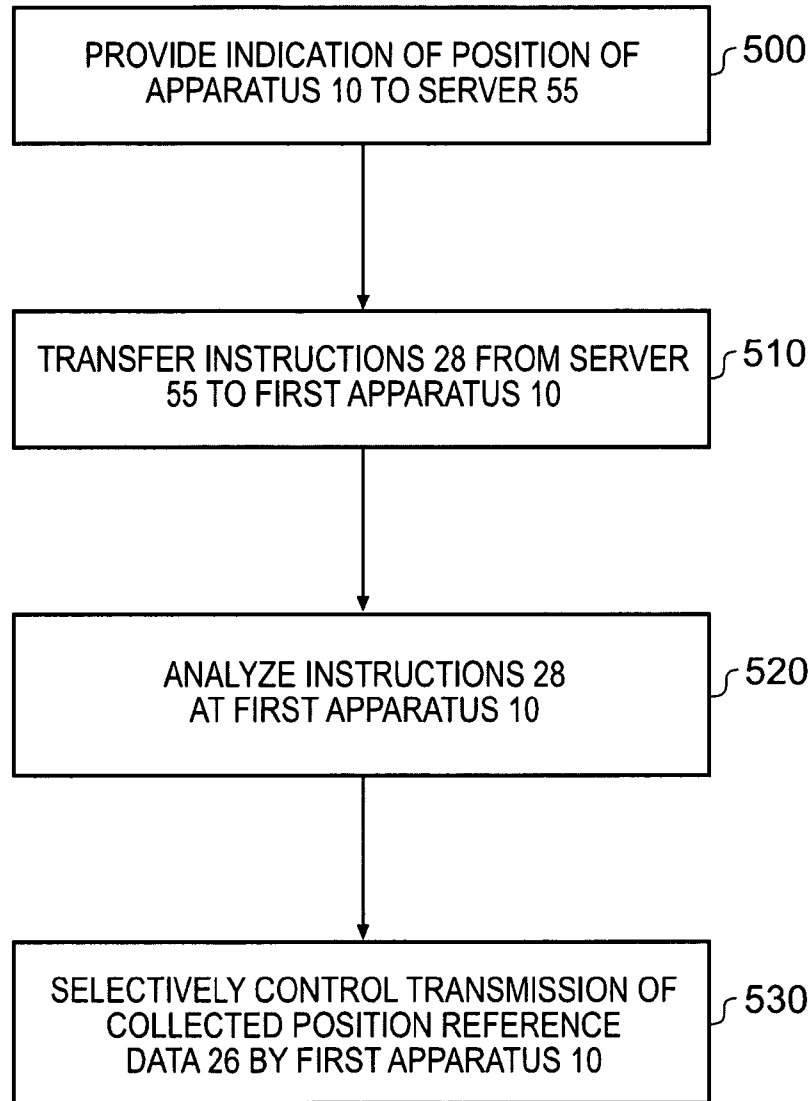 PROVIDE INDICATION OF POSITION OF
APPARATUS 10 TO SERVER 55
500
TRANSFER INSTRUCTIONS 28 FROM SERVER
55 TO FIRST APPARATUS 10
510
ANALYZE INSTRUCTIONS 28
AT FIRST APPARATUS 10
520
SELECTIVELY CONTROL TRANSMISSION OF
COLLECTED POSITION REFERENCE
DATA 26 BY FIRST APPARATUS 10
530